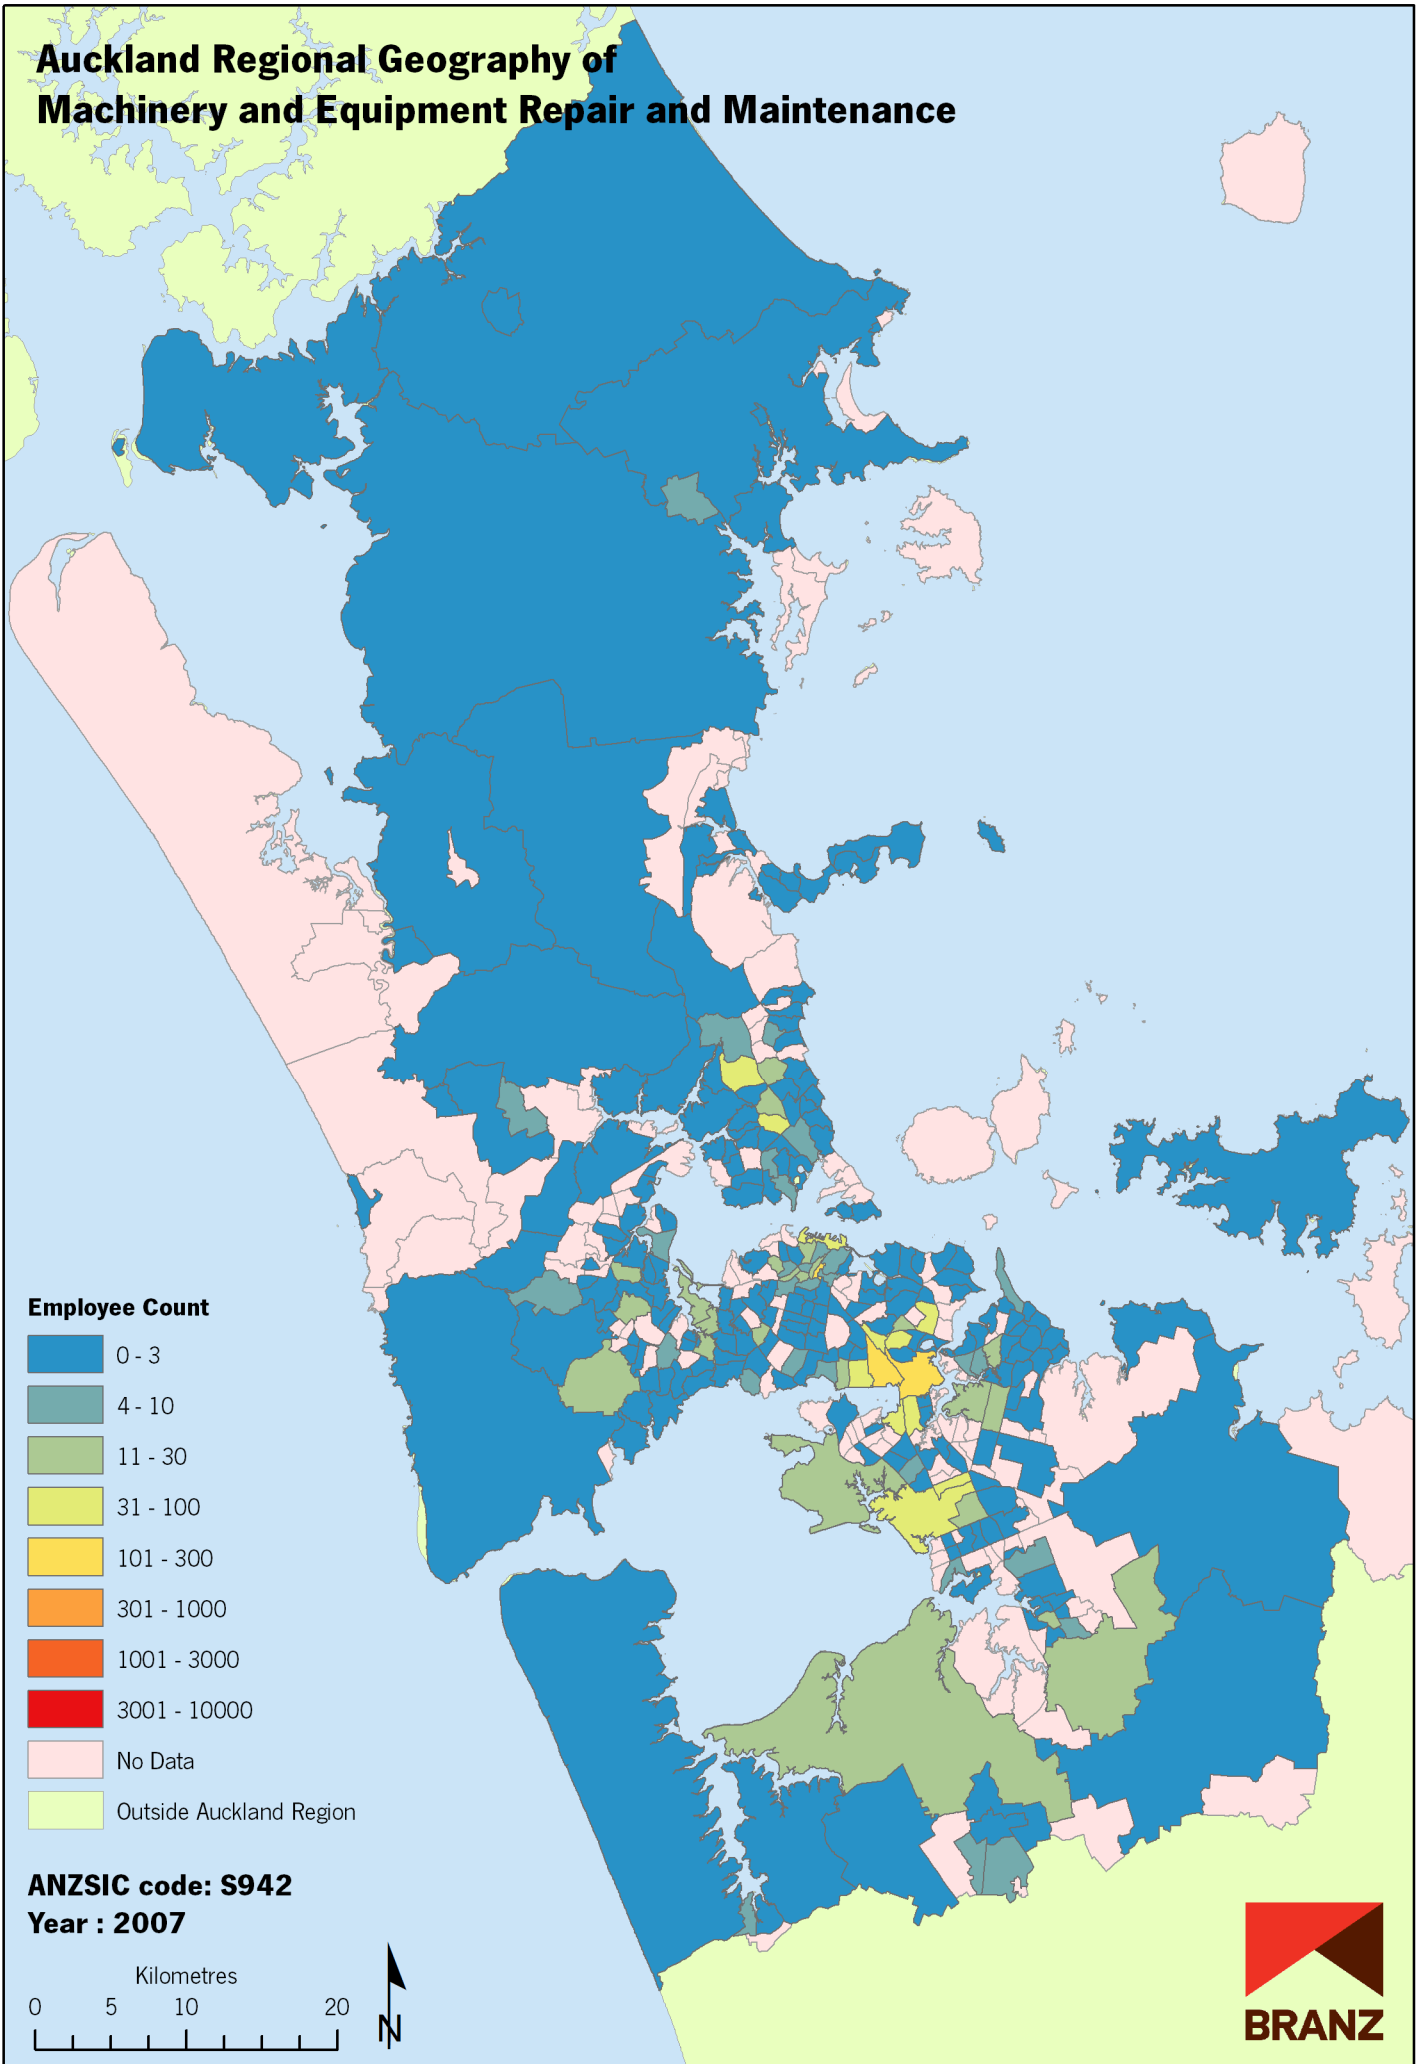 Auckland Regional Geography of
Machinery and Equipment Repair and Maintenance
Employee Count
0 - 3
4 - 10
11 - 30
31 - 100
101 - 300
301 - 1000
1001 - 3000
3001 - 10000
No Data
Outside Auckland Region
ANZSIC code: S942
Year : 2007
Kilometres
0 5 10 20
N
BRANZ